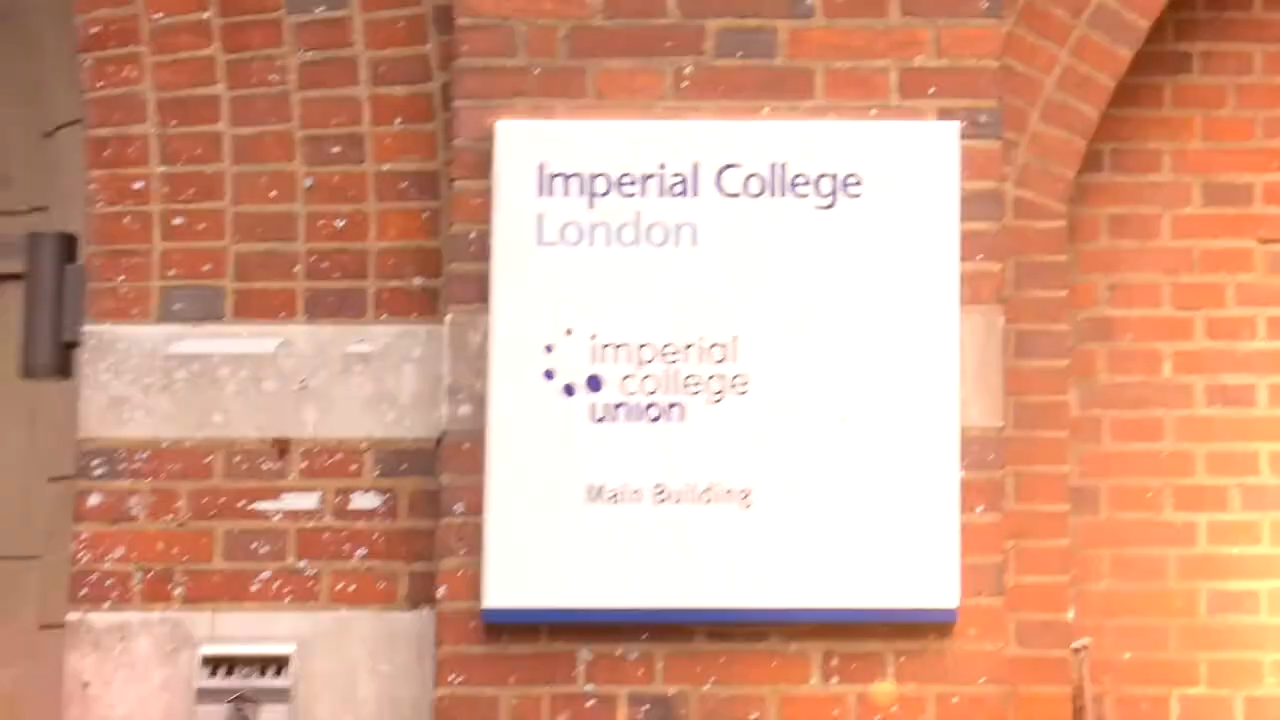 Imperial College
London
imperial
college
union
Main Building